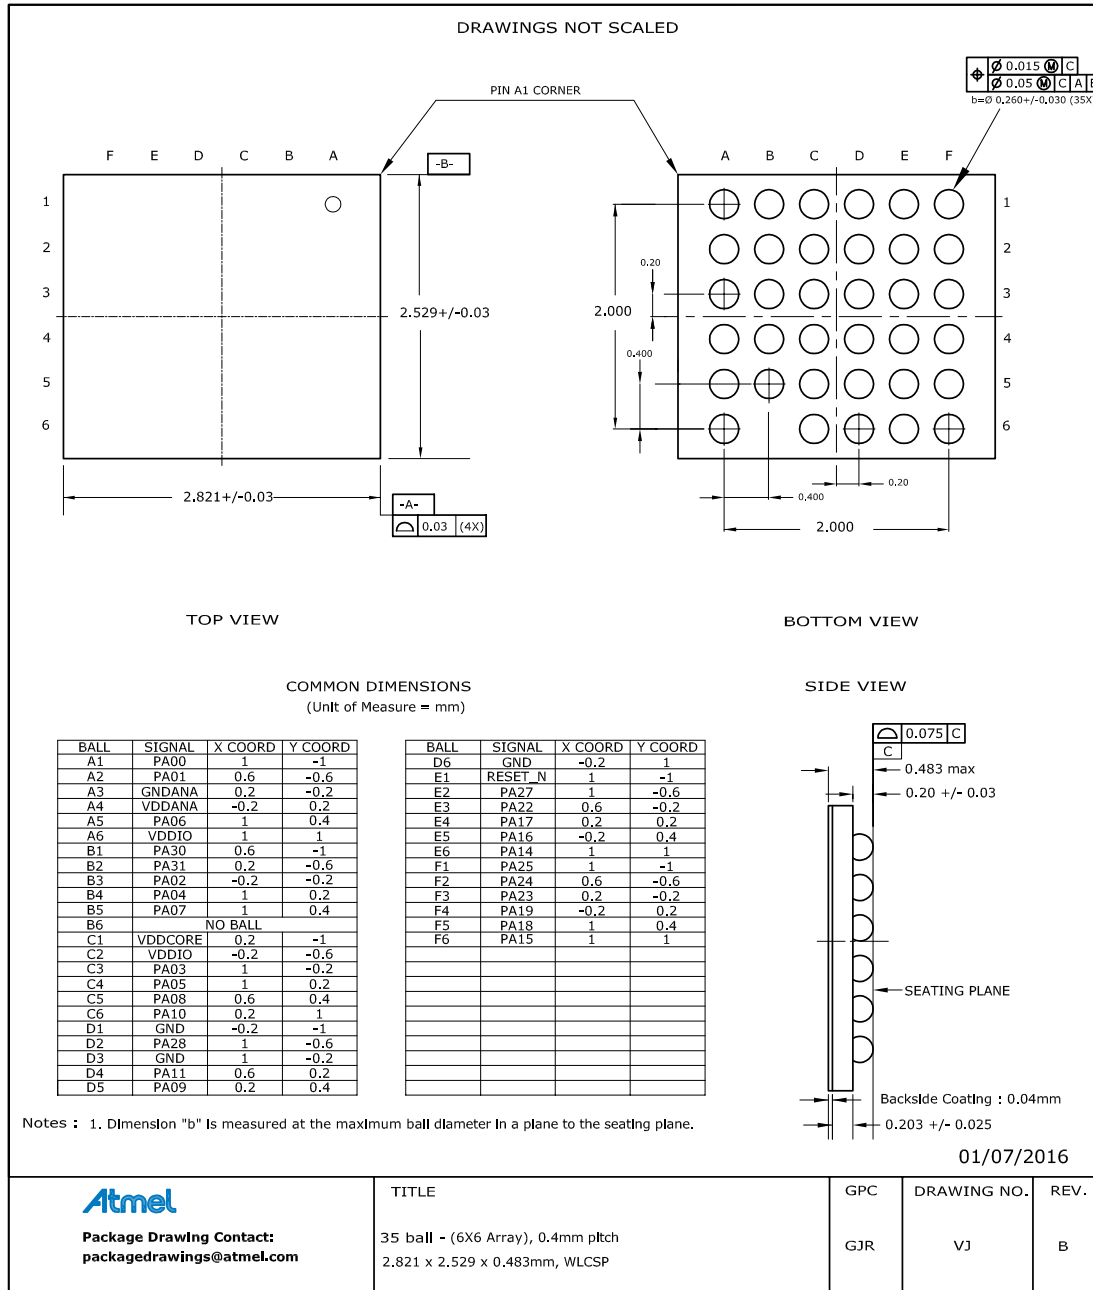 DRAWINGS NOT SCALED
⌀ 0.015 Ⓜ C
⌀ 0.05 Ⓜ C A B
b=Ø 0.260+/-0.030 (35X
PIN A1 CORNER
F E D C B A
-B-
A B C D E F
1
2
3
4
5
6
2.529+/-0.03
2.821+/-0.03
-A-
0.03 (4X)
0.20
2.000
0.400
1
2
3
4
5
6
0.20
0.400
2.000
TOP VIEW
BOTTOM VIEW
COMMON DIMENSIONS
(Unit of Measure = mm)
SIDE VIEW
BALL SIGNAL X COORD Y COORD
A1 PA00 1 -1
A2 PA01 0.6 -0.6
A3 GNDANA 0.2 -0.2
A4 VDDANA -0.2 0.2
A5 PA06 1 0.4
A6 VDDIO 1 1
B1 PA30 0.6 -1
B2 PA31 0.2 -0.6
B3 PA02 -0.2 -0.2
B4 PA04 1 0.2
B5 PA07 1 0.4
B6 NO BALL
C1 VDDCORE 0.2 -1
C2 VDDIO -0.2 -0.6
C3 PA03 1 -0.2
C4 PA05 1 0.2
C5 PA08 0.6 0.4
C6 PA10 0.2 1
D1 GND -0.2 -1
D2 PA28 1 -0.6
D3 GND 1 -0.2
D4 PA11 0.6 0.2
D5 PA09 0.2 0.4
BALL SIGNAL X COORD Y COORD
D6 GND -0.2 1
E1 RESET_N 1 -1
E2 PA27 1 -0.6
E3 PA22 0.6 -0.2
E4 PA17 0.2 0.2
E5 PA16 -0.2 0.4
E6 PA14 1 1
F1 PA25 1 -1
F2 PA24 0.6 -0.6
F3 PA23 0.2 -0.2
F4 PA19 -0.2 0.2
F5 PA18 1 0.4
F6 PA15 1 1
0.075 C
C
0.483 max
0.20 +/- 0.03
SEATING PLANE
Backside Coating : 0.04mm
0.203 +/- 0.025
Notes : 1. Dimension "b" is measured at the maximum ball diameter in a plane to the seating plane.
01/07/2016
Atmel
Package Drawing Contact:
packagedrawings@atmel.com
TITLE
35 ball - (6X6 Array), 0.4mm pitch
2.821 x 2.529 x 0.483mm, WLCSP
GPC
GJR
DRAWING NO.
VJ
REV.
B